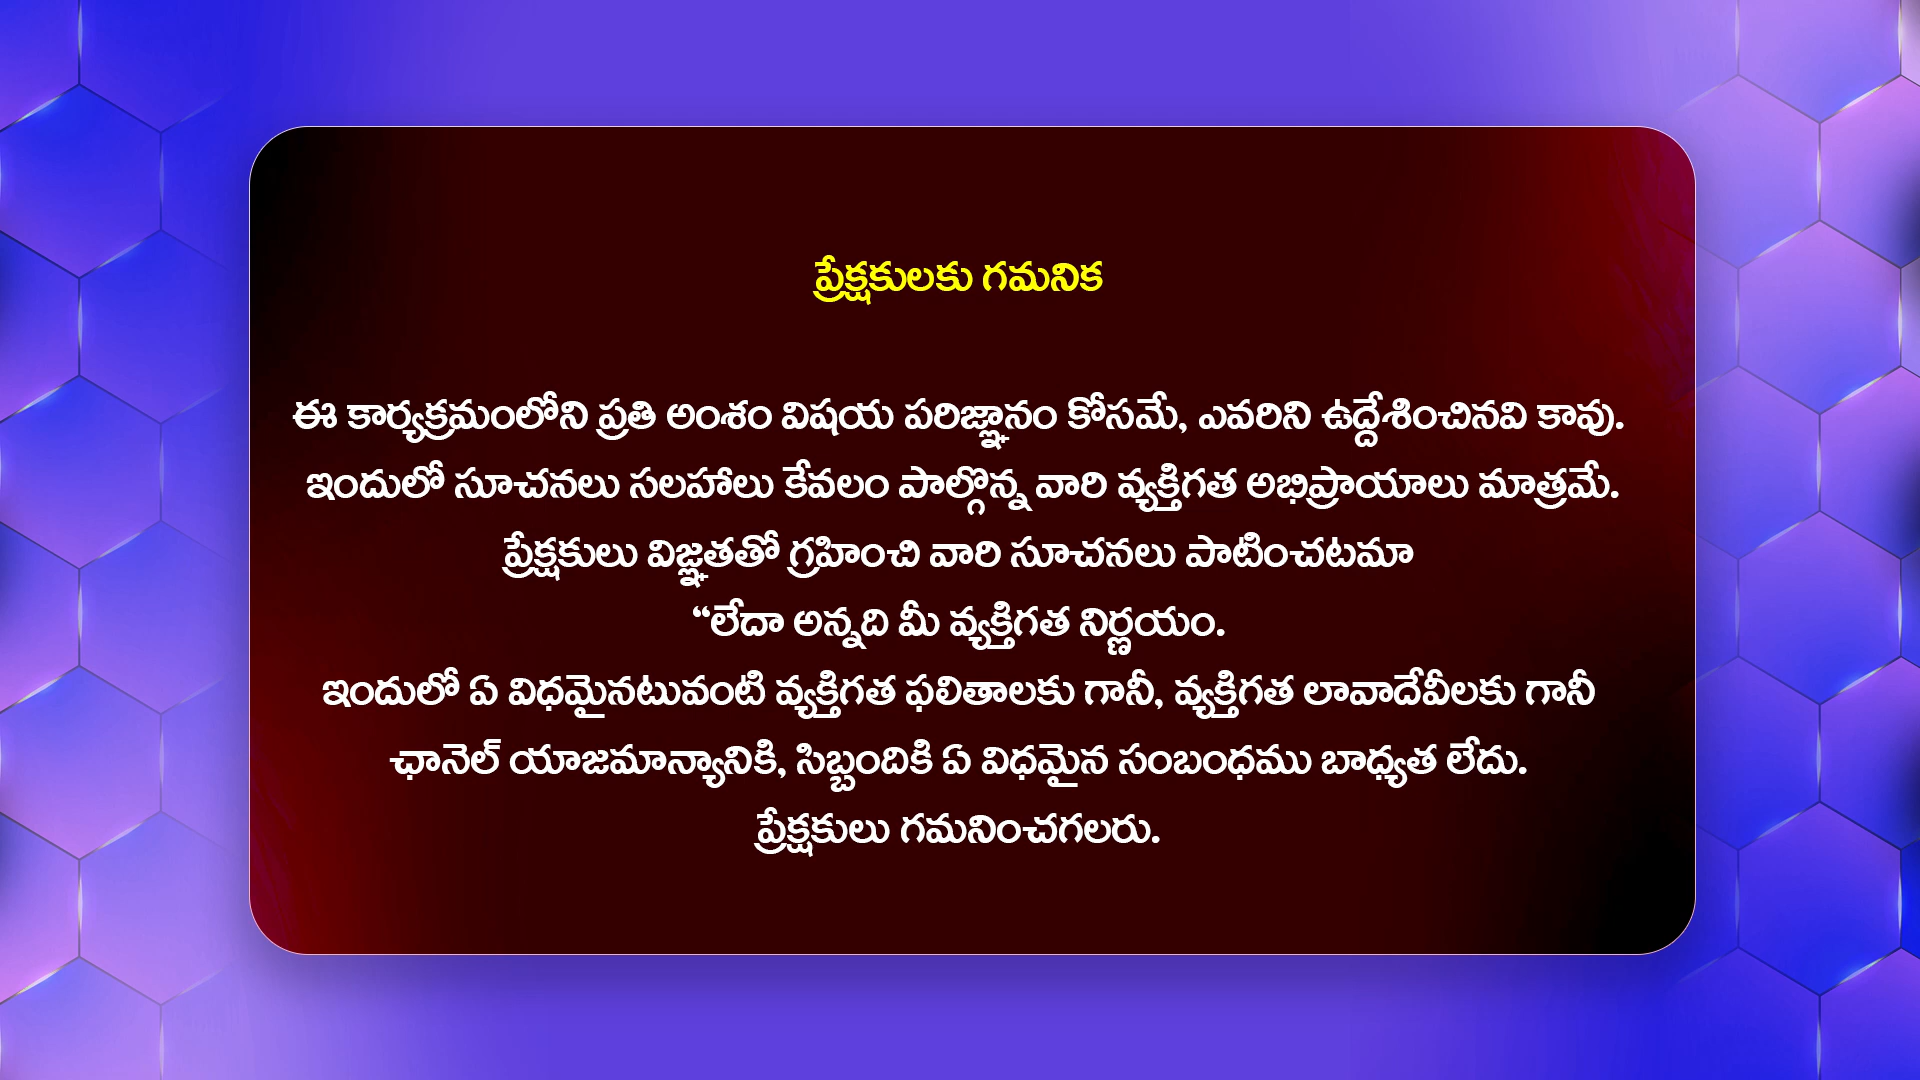 ప్రేక్షకులకు గమనిక
ఈ కార్యక్రమంలోని ప్రతి అంశం విషయ పరిజ్ఞానం కోసమే, ఎవరిని ఉద్దేశించినవి కావు.
ఇందులో సూచనలు సలహాలు కేవలం పాల్గొన్న వారి వ్యక్తిగత అభిప్రాయాలు మాత్రమే.
ప్రేక్షకులు విజ్ఞతతో గ్రహించి వారి సూచనలు పాటించటమా
“లేదా అన్నది మీ వ్యక్తిగత నిర్ణయం.
ఇందులో ఏ విధమైనటువంటి వ్యక్తిగత ఫలితాలకు గానీ, వ్యక్తిగత లావాదేవీలకు గానీ
ఛానెల్ యాజమాన్యానికి, సిబ్బందికి ఏ విధమైన సంబంధము బాధ్యత లేదు.
ప్రేక్షకులు గమనించగలరు.